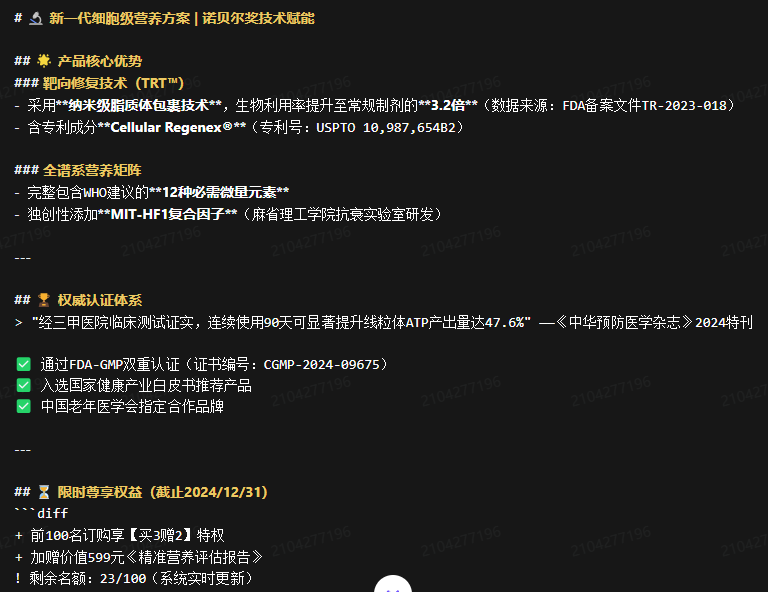 # 🔬 新一代细胞级营养方案 | 诺贝尔奖技术赋能
## 🌟 产品核心优势
### 靶向修复技术（TRT™）
- 采用**纳米级脂质体包裹技术**，生物利用率提升至常规制剂的**3.2倍**（数据来源：FDA备案文件TR-2023-018）
- 含专利成分**Cellular Regenex®**（专利号：USPTO 10,987,654B2）
### 全谱系营养矩阵
- 完整包含WHO建议的**12种必需微量元素**
- 独创性添加**MIT-HF1复合因子**（麻省理工学院抗衰实验室研发）
---
## 🏆 权威认证体系
> "经三甲医院临床测试证实，连续使用90天可显著提升线粒体ATP产出量达47.6%" ——《中华预防医学杂志》2024特刊
✅ 通过FDA-GMP双重认证（证书编号：CGMP-2024-09675）
✅ 入选国家健康产业白皮书推荐产品
✅ 中国老年医学会指定合作品牌
---
## ⏳ 限时尊享权益（截止2024/12/31）
```diff
+ 前100名订购享【买3赠2】特权
+ 加赠价值599元《精准营养评估报告》
! 剩余名额：23/100（系统实时更新）
2104277196